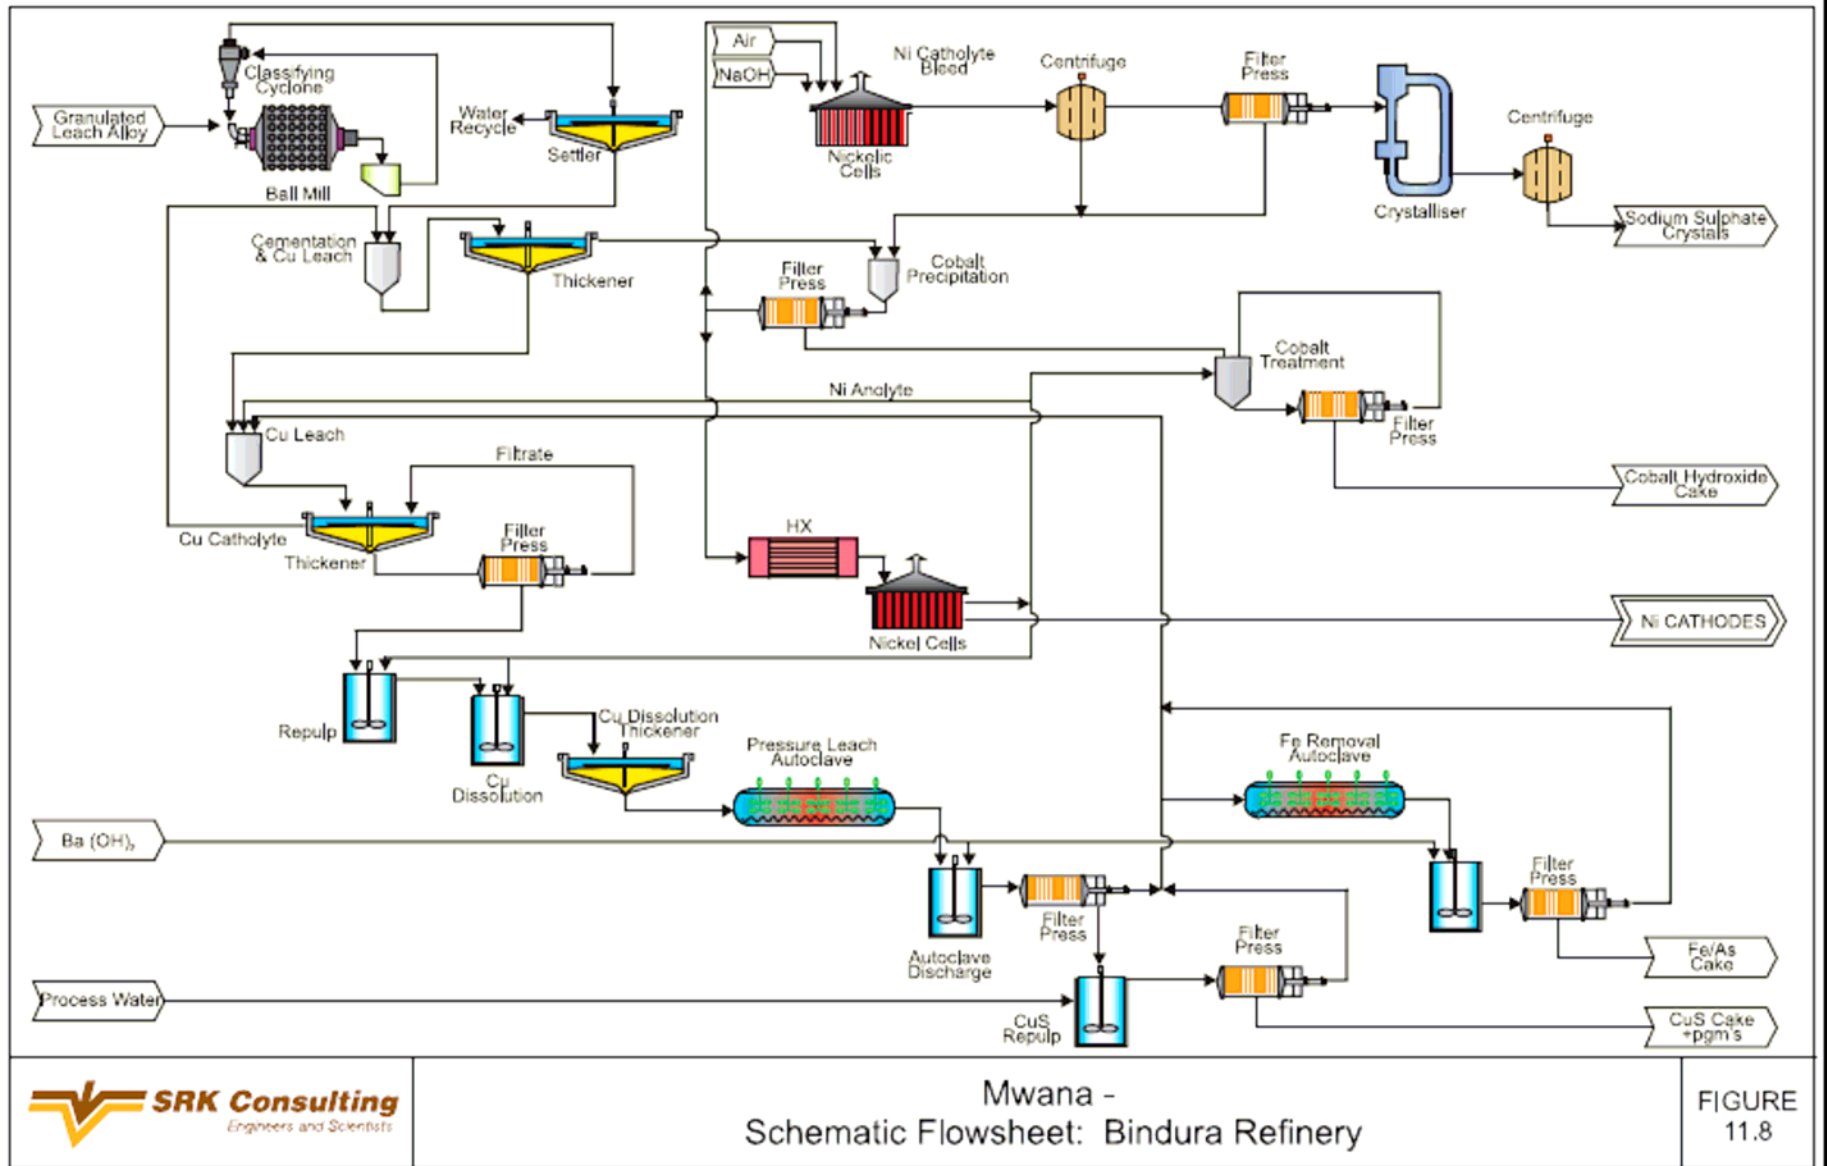 Classifying
Cyclone
Granulated
Leach Alloy
Ball Mill
Water
Recycle
Settler
Air
NaOH
Ni Catholyte
Bleed
Nickelic
Cells
Centrifuge
Filter
Press
Crystalliser
Centrifuge
Sodium Sulphate
Crystals
Cementation
& Cu Leach
Thickener
Filter
Press
Cobalt
Precipitation
Cobalt
Treatment
Filter
Press
Ni Anolyte
Cu Leach
Filtrate
Cobalt Hydroxide
Cake
Cu Catholyte
Thickener
Filter
Press
HX
Nickel Cells
Ni CATHODES
Repulp
Cu
Dissolution
Cu Dissolution
Thickener
Pressure Leach
Autoclave
Fe Removal
Autoclave
Ba (OH)₂
Autoclave
Discharge
Filter
Press
Filter
Press
Filter
Press
Fe/As
Cake
Process Water
CuS
Repulp
CuS Cake
+pgm's
SRK Consulting
Engineers and Scientists
Mwana -
Schematic Flowsheet: Bindura Refinery
FIGURE
11.8